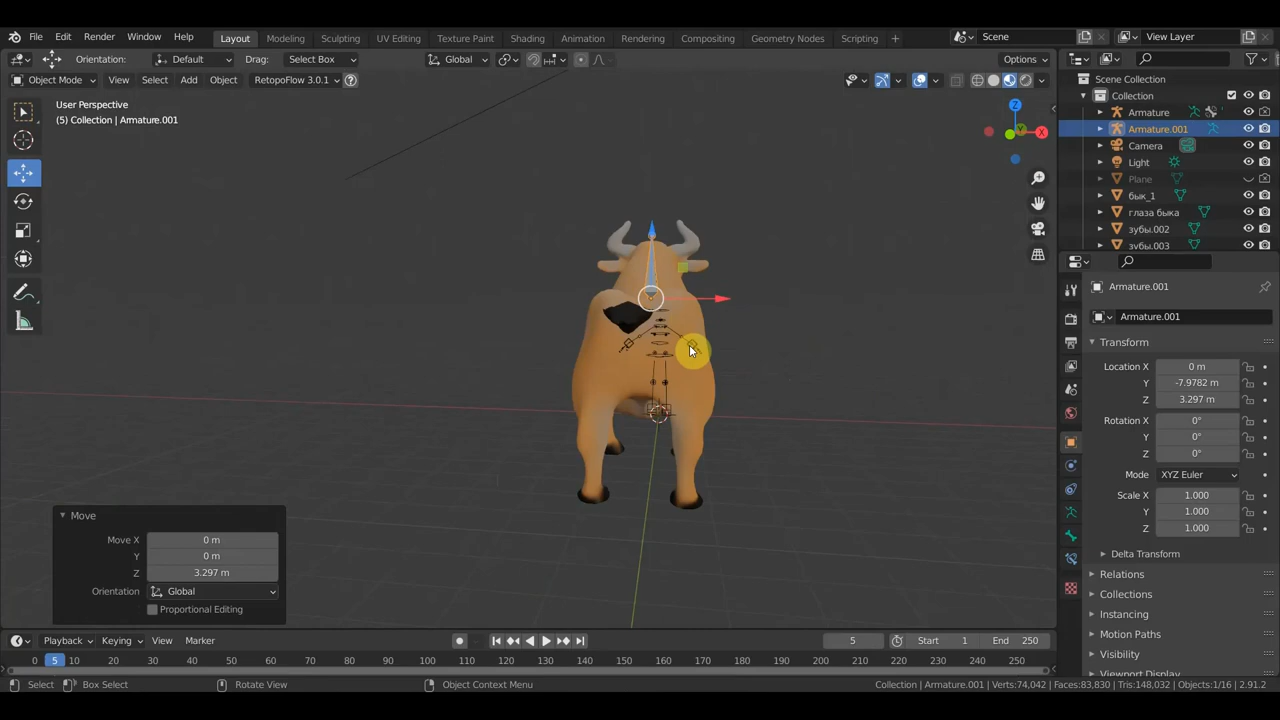 File Edit Render Window Help Layout Modeling Sculpting UV Editing Texture Paint Shading Animation Rendering Compositing Geometry Nodes Scripting + Scene View Layer
Orientation: Default Drag: Select Box Global Options
Object Mode View Select Add Object RetopoFlow 3.0.1 ?
User Perspective
(5) Collection | Armature.001
Z
X
Y
Scene Collection
Collection
Armature
Armature.001
Camera
Light
Plane
бык_1
глаза быка
зубы.002
зубы.003
Armature.001
Armature.001
Transform
Location X 0 m
Y -7.9782 m
Z 3.297 m
Rotation X 0°
Y 0°
Z 0°
Mode XYZ Euler
Scale X 1.000
Y 1.000
Z 1.000
Delta Transform
Relations
Collections
Instancing
Motion Paths
Visibility
Viewport Display
Move
Move X 0 m
Y 0 m
Z 3.297 m
Orientation Global
Proportional Editing
Playback Keying View Marker 5 Start 1 End 250
0 5 10 20 30 40 50 60 70 80 90 100 110 120 130 140 150 160 170 180 190 200 210 220 230 240 250
Select Box Select Rotate View Object Context Menu Collection | Armature.001 | Verts:74,042 | Faces:83,830 | Tris:148,032 | Objects:1/16 | 2.91.2